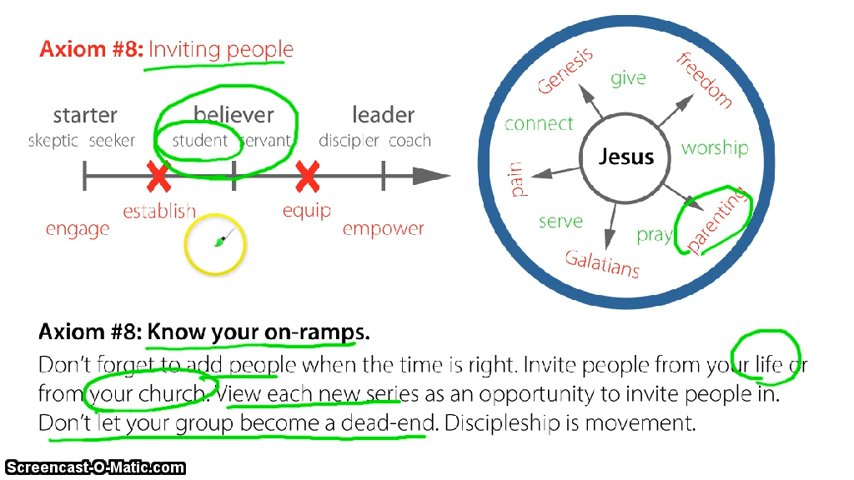 Axiom #8: Inviting people
starter believer leader
skeptic seeker student servant discipler coach
engage establish equip empower
Jesus
Genesis
give
freedom
worship
parenting
pray
Galatians
serve
pain
connect
Axiom #8: Know your on-ramps.
Don't forget to add people when the time is right. Invite people from your life or
from your church. View each new series as an opportunity to invite people in.
Don't let your group become a dead-end. Discipleship is movement.
Screencast-O-Matic.com